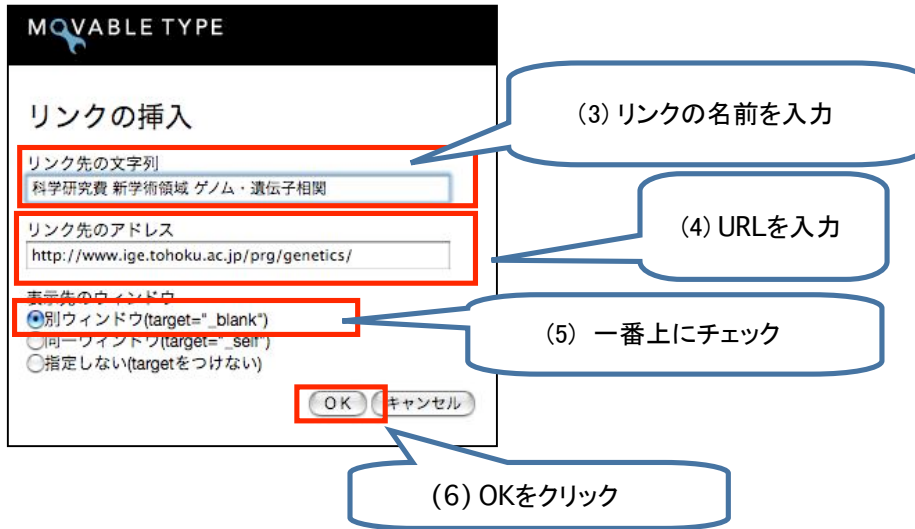 MOVABLE TYPE
リンクの挿入
(3) リンクの名前を入力
リンク先の文字列
科学研究費 新学術領域 ゲノム・遺伝子相関
リンク先のアドレス
(4) URLを入力
http://www.ige.tohoku.ac.jp/prg/genetics/
表示先のウィンドウ
別ウィンドウ(target="_blank")
(5) 一番上にチェック
同一ウィンドウ(target="_self")
指定しない(targetをつけない)
OK キャンセル
(6) OKをクリック